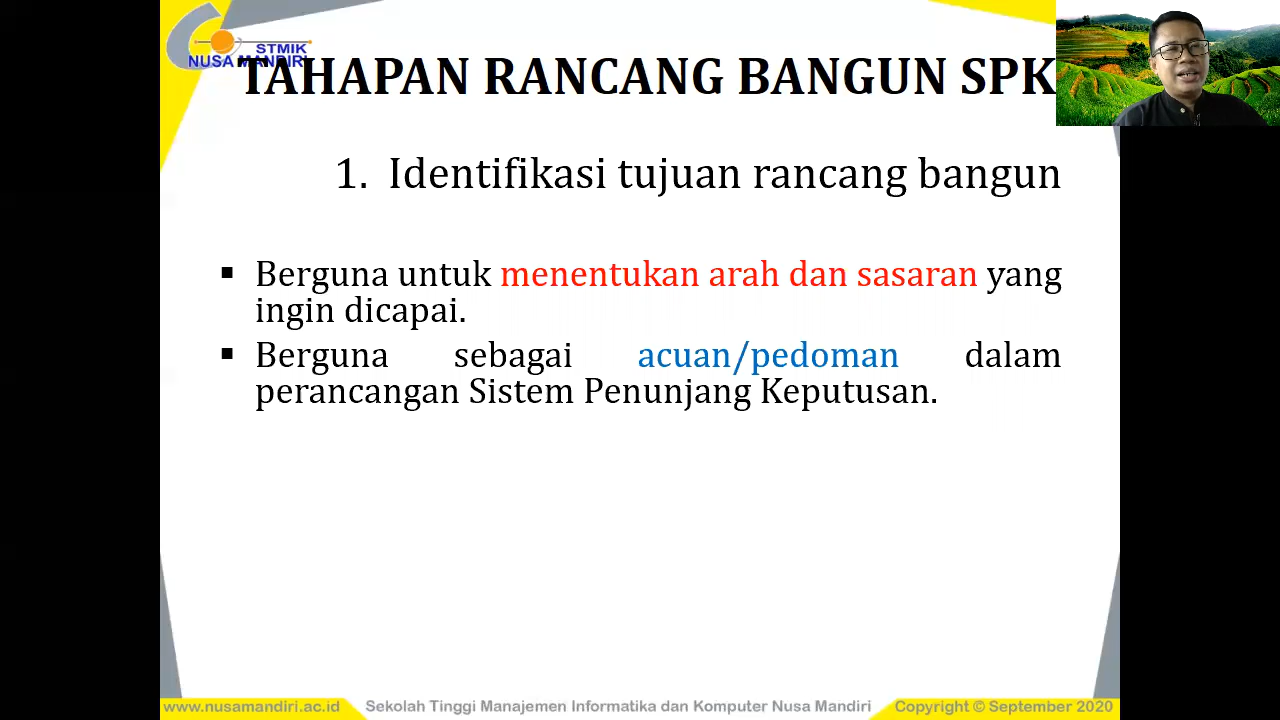 STMIK
NUSA MANDIRI
TAHAPAN RANCANG BANGUN SPK
1. Identifikasi tujuan rancang bangun
▪ Berguna untuk menentukan arah dan sasaran yang
ingin dicapai.
▪ Berguna sebagai acuan/pedoman dalam
perancangan Sistem Penunjang Keputusan.
www.nusamandiri.ac.id Sekolah Tinggi Manajemen Informatika dan Komputer Nusa Mandiri Copyright © September 2020